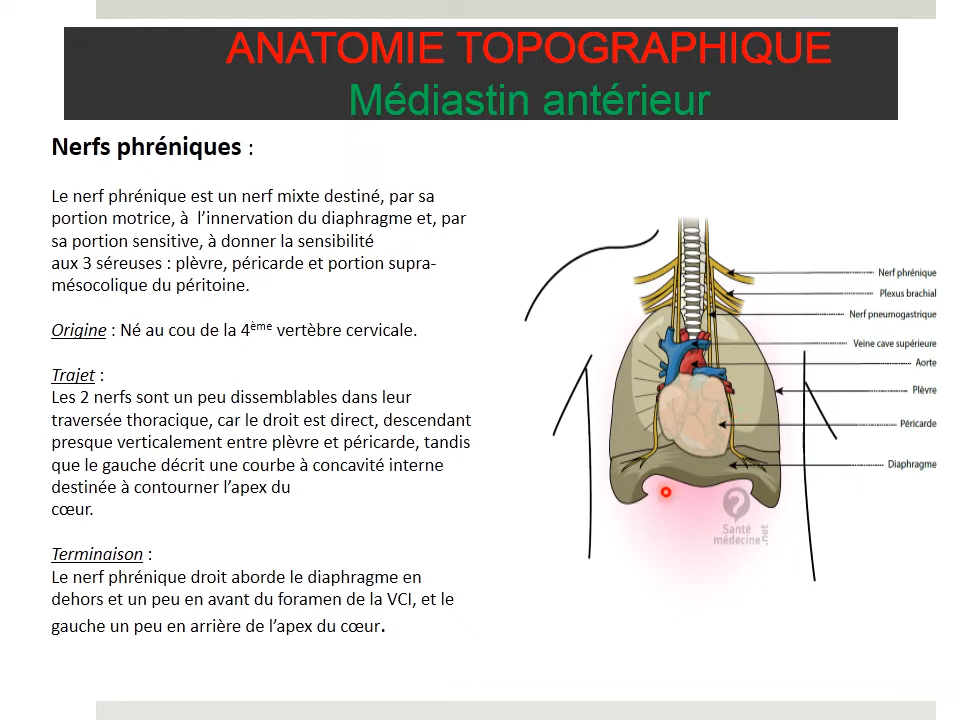 ANATOMIE TOPOGRAPHIQUE
Médiastin antérieur
Nerfs phréniques :
Le nerf phrénique est un nerf mixte destiné, par sa
portion motrice, à l’innervation du diaphragme et, par
sa portion sensitive, à donner la sensibilité
aux 3 séreuses : plèvre, péricarde et portion supra-
mésocolique du péritoine.
Origine : Né au cou de la 4ème vertèbre cervicale.
Trajet :
Les 2 nerfs sont un peu dissemblables dans leur
traversée thoracique, car le droit est direct, descendant
presque verticalement entre plèvre et péricarde, tandis
que le gauche décrit une courbe à concavité interne
destinée à contourner l’apex du
cœur.
Terminaison :
Le nerf phrénique droit aborde le diaphragme en
dehors et un peu en avant du foramen de la VCI, et le
gauche un peu en arrière de l’apex du cœur.
Nerf phrénique
Plexus brachial
Nerf pneumogastrique
Veine cave supérieure
Aorte
Plèvre
Péricarde
Diaphragme
?
Santé
médecine.net